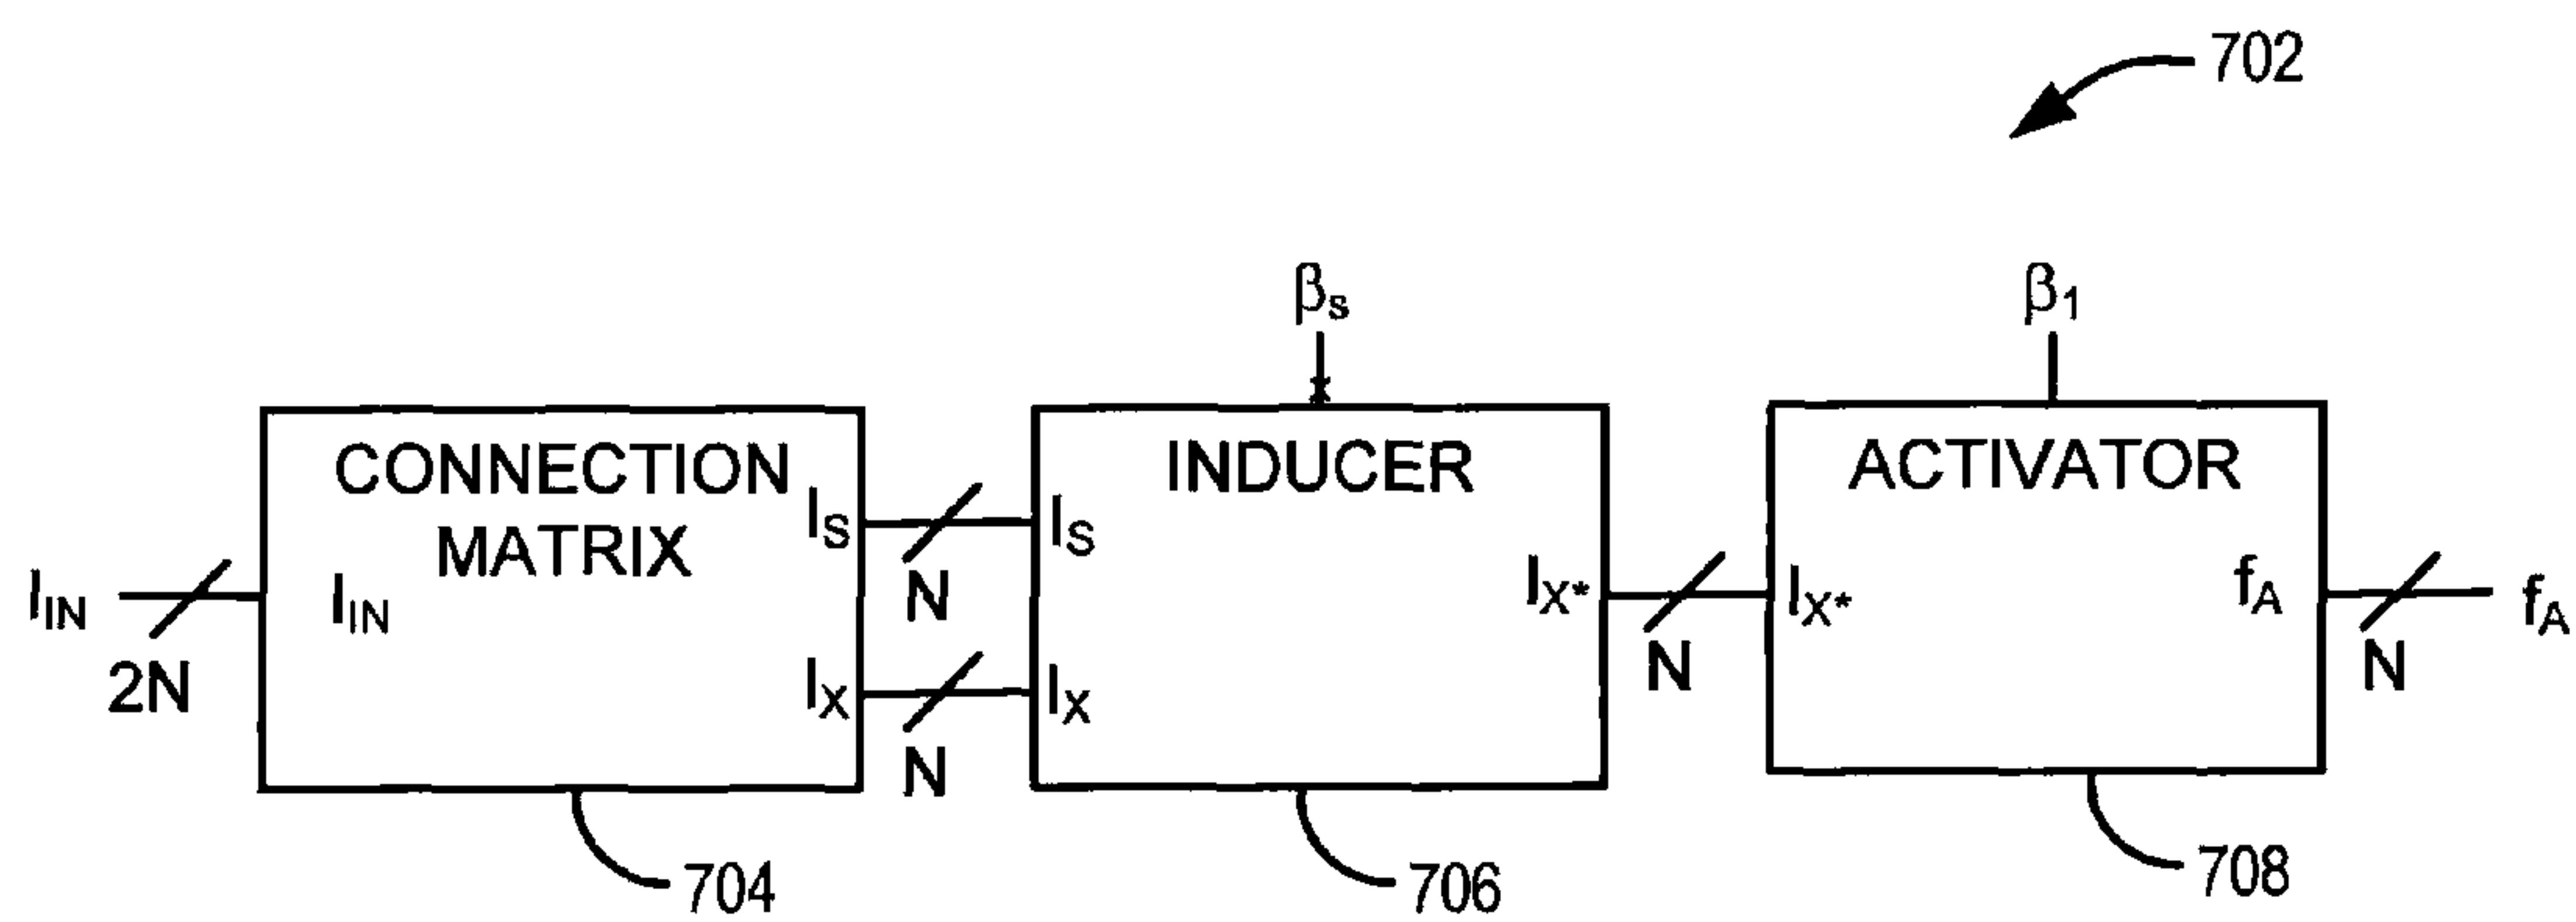 702
βs
β1
CONNECTION
MATRIX
INDUCER
ACTIVATOR
IS
IS
N
IIN
IIN
2N
IX*
IX*
N
fA
fA
N
IX
IX
N
704
706
708